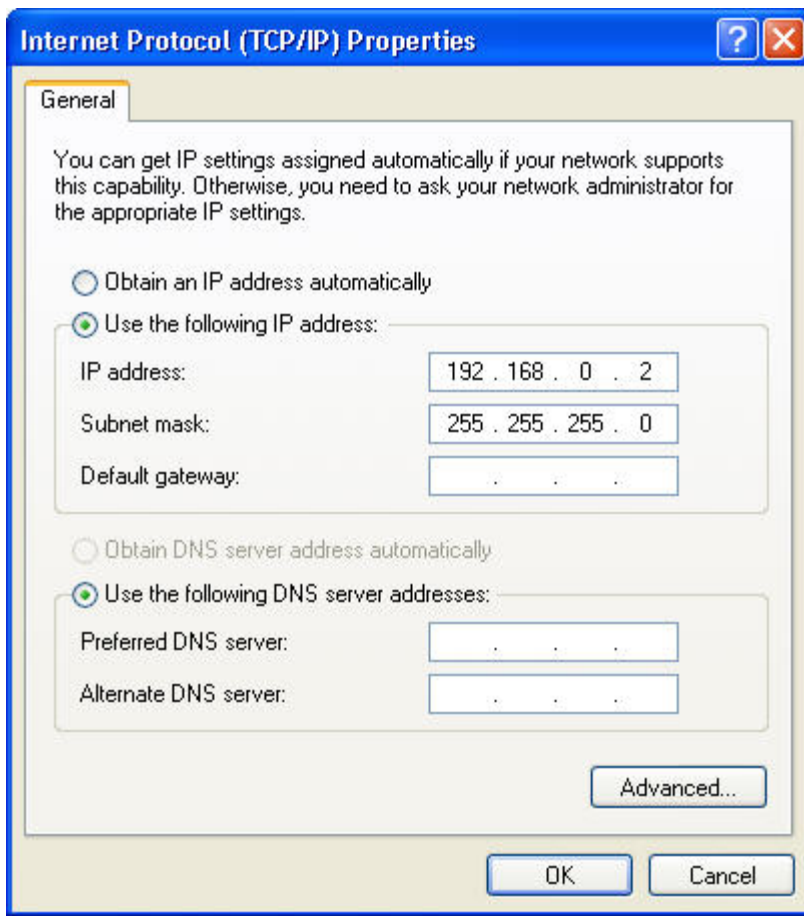 Internet Protocol (TCP/IP) Properties
General
You can get IP settings assigned automatically if your network supports
this capability. Otherwise, you need to ask your network administrator for
the appropriate IP settings.
Obtain an IP address automatically
Use the following IP address:
IP address: 192 . 168 . 0 . 2
Subnet mask: 255 . 255 . 255 . 0
Default gateway: . . .
Obtain DNS server address automatically
Use the following DNS server addresses:
Preferred DNS server: . . .
Alternate DNS server: . . .
Advanced...
OK Cancel